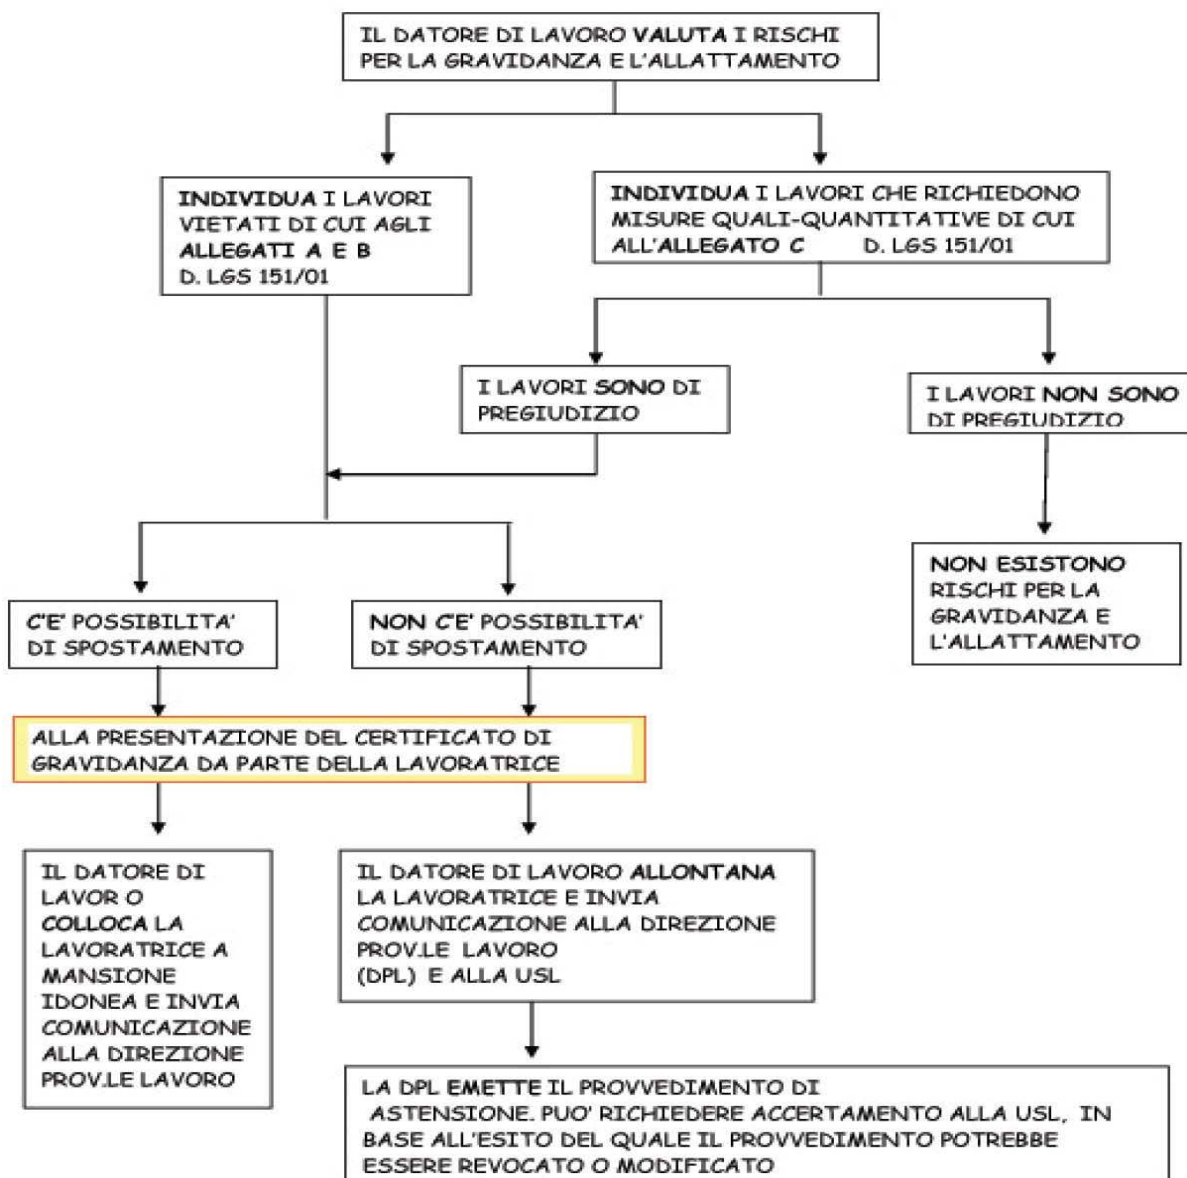 IL DATORE DI LAVORO VALUTA I RISCHI
PER LA GRAVIDANZA E L'ALLATTAMENTO
INDIVIDUA I LAVORI
VIETATI DI CUI AGLI
ALLEGATI A E B
D. LGS 151/01
INDIVIDUA I LAVORI CHE RICHIEDONO
MISURE QUALI-QUANTITATIVE DI CUI
ALL'ALLEGATO C D. LGS 151/01
I LAVORI SONO DI
PREGIUDIZIO
I LAVORI NON SONO
DI PREGIUDIZIO
NON ESISTONO
RISCHI PER LA
GRAVIDANZA E
L'ALLATTAMENTO
C'E' POSSIBILITA'
DI SPOSTAMENTO
NON C'E' POSSIBILITA'
DI SPOSTAMENTO
ALLA PRESENTAZIONE DEL CERTIFICATO DI
GRAVIDANZA DA PARTE DELLA LAVORATRICE
IL DATORE DI
LAVOR O
COLLOCA LA
LAVORATRICE A
MANSIONE
IDONEA E INVIA
COMUNICAZIONE
ALLA DIREZIONE
PROV.LE LAVORO
IL DATORE DI LAVORO ALLONTANA
LA LAVORATRICE E INVIA
COMUNICAZIONE ALLA DIREZIONE
PROV.LE LAVORO
(DPL) E ALLA USL
LA DPL EMETTE IL PROVVEDIMENTO DI
ASTENSIONE. PUO' RICHIEDERE ACCERTAMENTO ALLA USL, IN
BASE ALL'ESITO DEL QUALE IL PROVVEDIMENTO POTREBBE
ESSERE REVOCATO O MODIFICATO